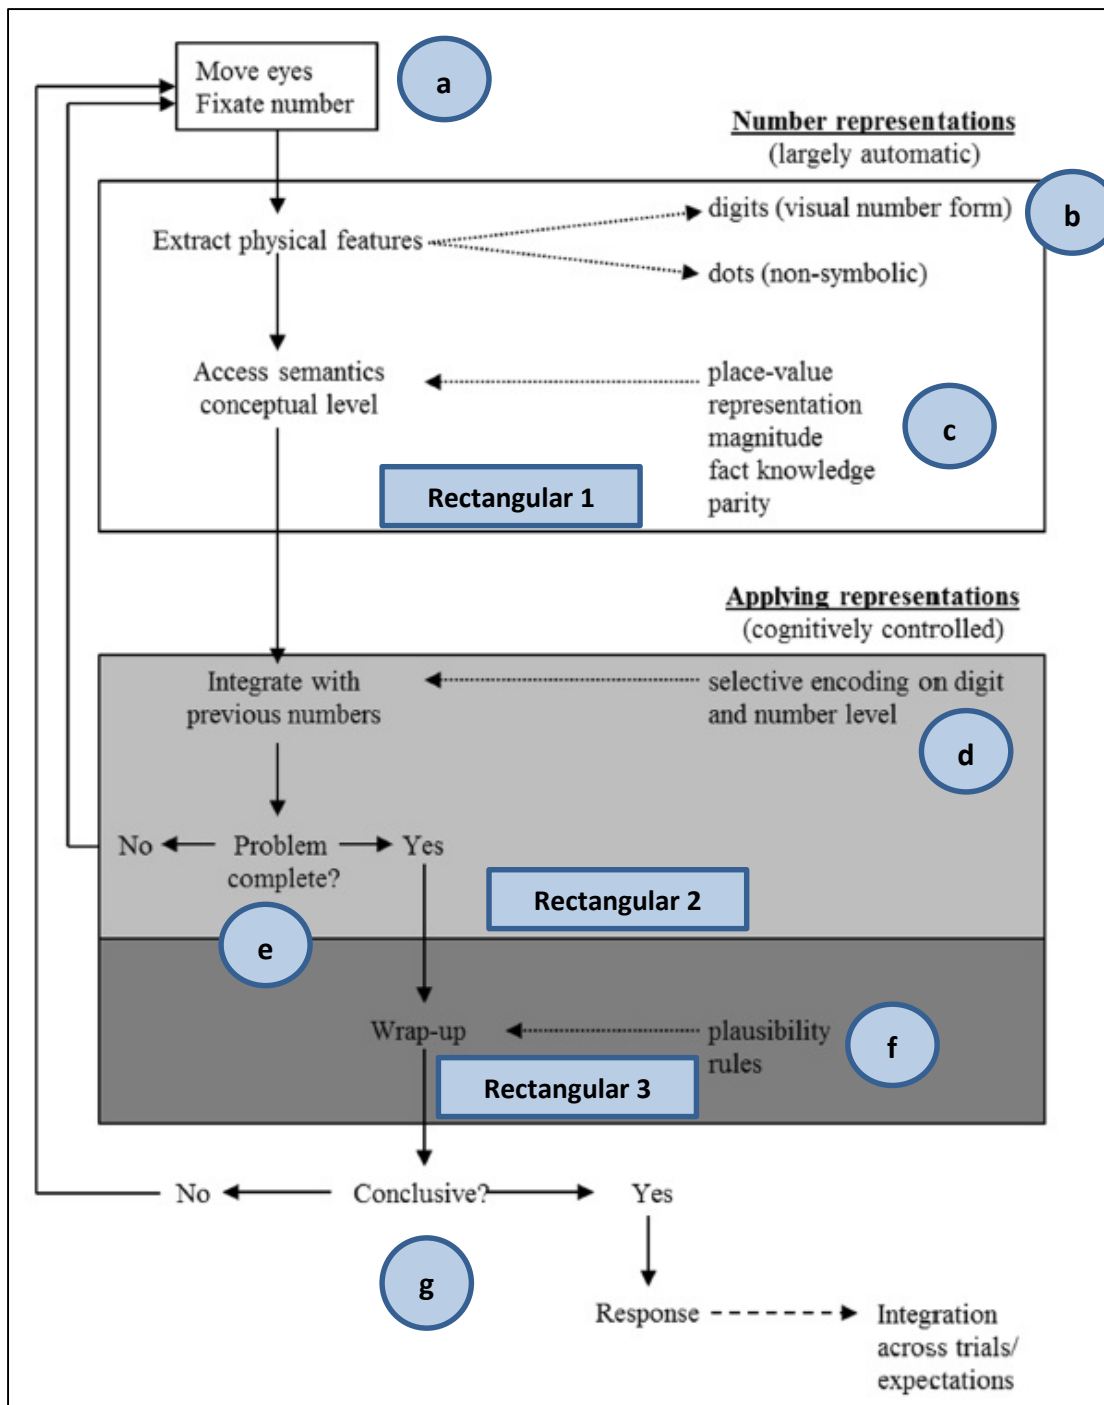 Move eyes
Fixate number
a
Number representations
(largely automatic)
digits (visual number form)
b
Extract physical features
dots (non-symbolic)
Access semantics
conceptual level
place-value
representation
magnitude
fact knowledge
parity
c
Rectangular 1
Applying representations
(cognitively controlled)
Integrate with
previous numbers
selective encoding on digit
and number level
d
No
Problem
complete?
Yes
Rectangular 2
e
Wrap-up
plausibility
rules
f
Rectangular 3
No
Conclusive?
Yes
g
Response
Integration
across trials/
expectations